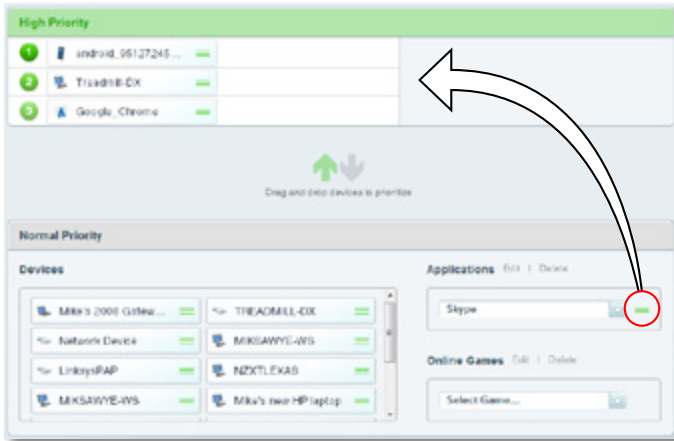 High Priority
1 android_95127245...
2 Treadmill-DX
3 Google_Chrome
Drag and drop devices to prioritize
Normal Priority
Devices
Applications Edit | Delete
Mike's 2008 Gatew... TREADMILL-DX
Skype
Network Device MIKSAWYE-WS
LinksysPAP NZXTLEXAS
Online Games Edit | Delete
MIKSAWYE-WS Mike's new HP laptop
Select Game...